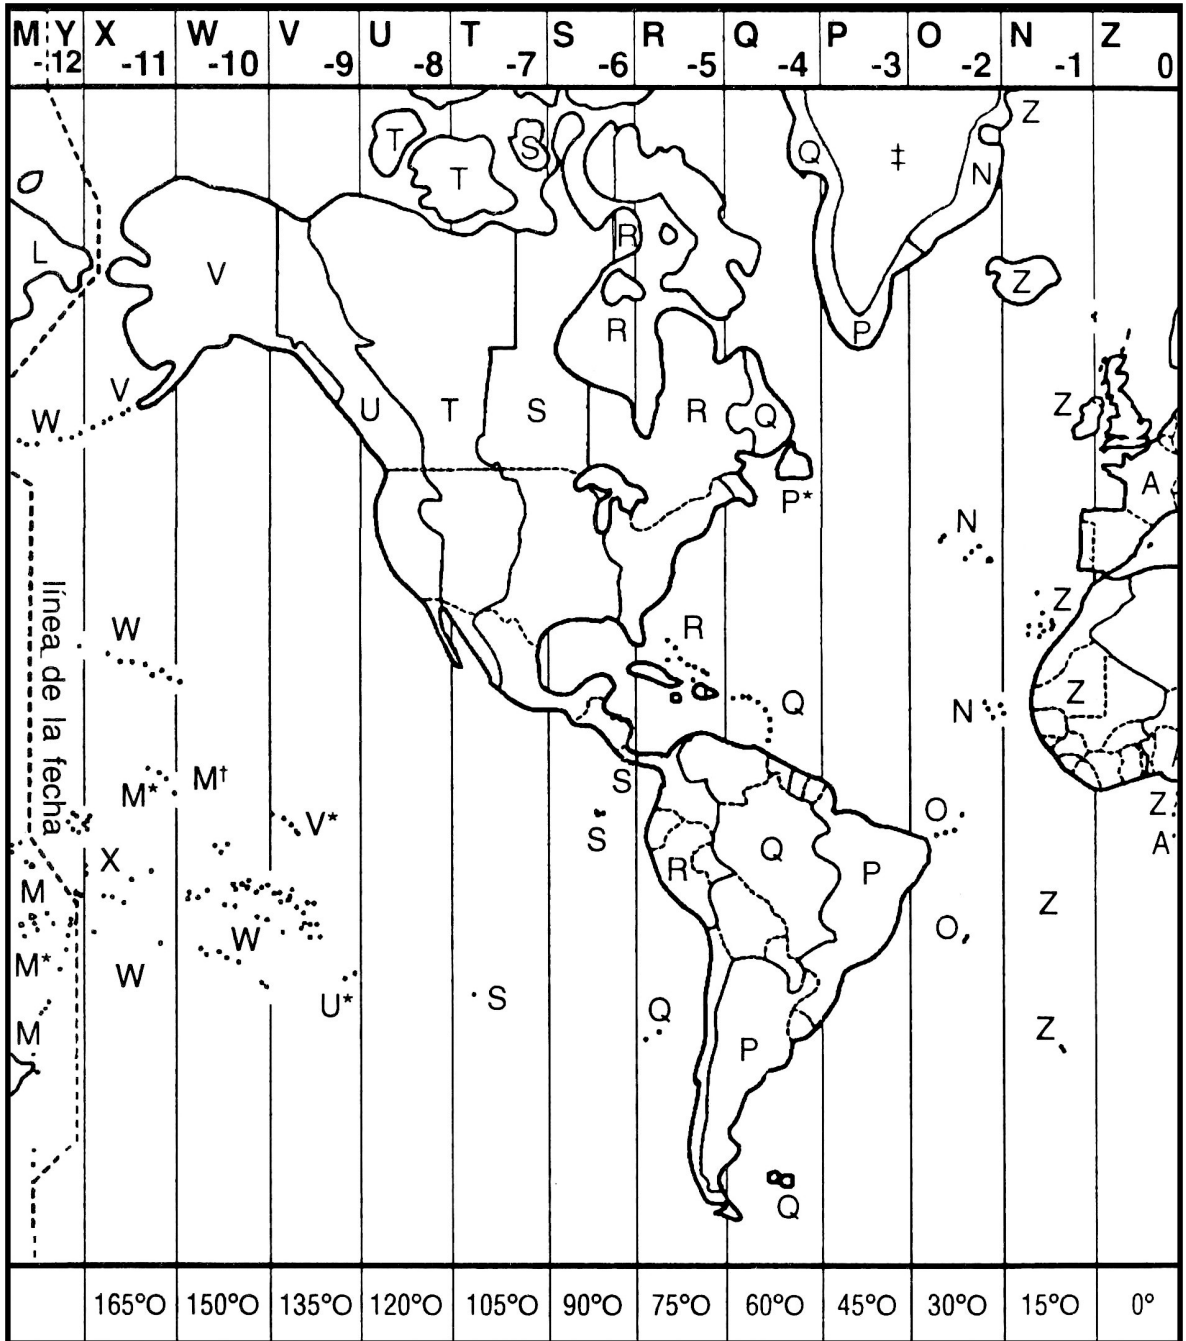 M Y X W V U T S R Q P O N Z
-12 -11 -10 -9 -8 -7 -6 -5 -4 -3 -2 -1 0
Z
T S Q ‡
T N
L R
V Z
R P
V
W U T S R Q Z
A
P*
N
línea de la fecha
W R Z
Z
Q
N
M† S
M* Z
V* O
S A
X Q
R P
M Z
W O
M* W
S
U* Q
M Z
P
Q
165°O 150°O 135°O 120°O 105°O 90°O 75°O 60°O 45°O 30°O 15°O 0°